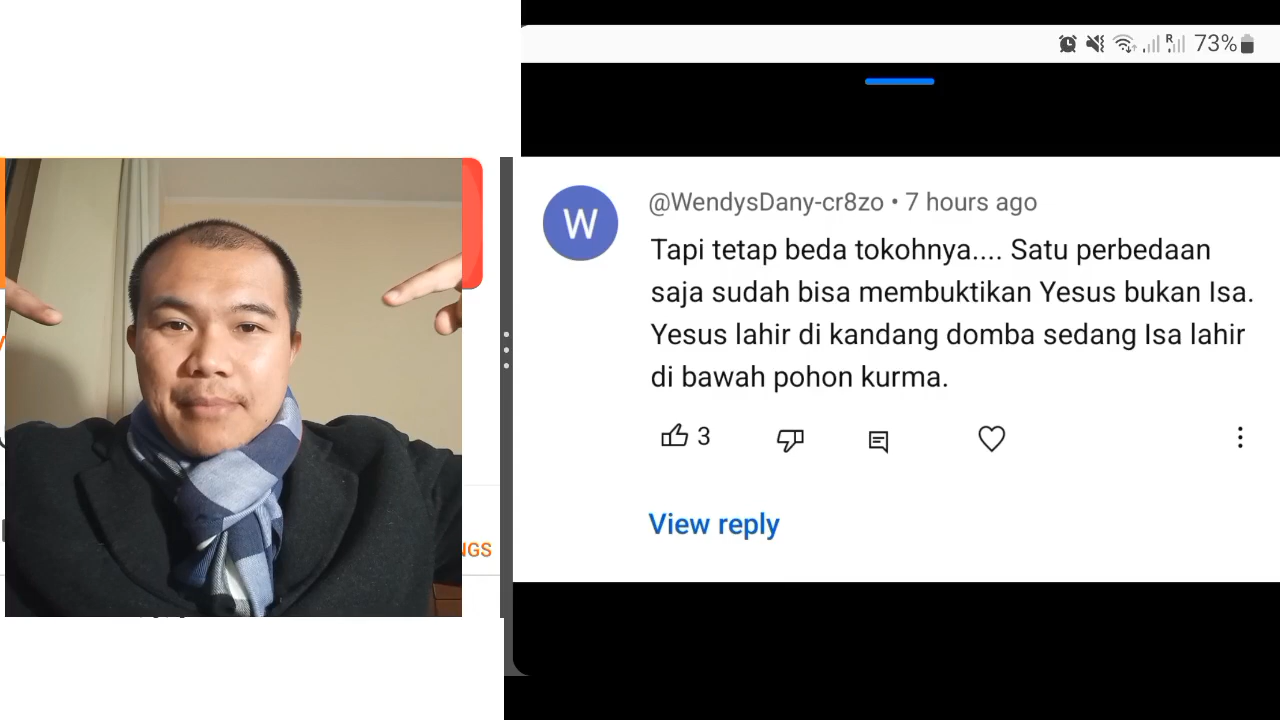 73%
W
@WendysDany-cr8zo • 7 hours ago
Tapi tetap beda tokohnya.... Satu perbedaan
saja sudah bisa membuktikan Yesus bukan Isa.
Yesus lahir di kandang domba sedang Isa lahir
di bawah pohon kurma.
3
View reply
NGS